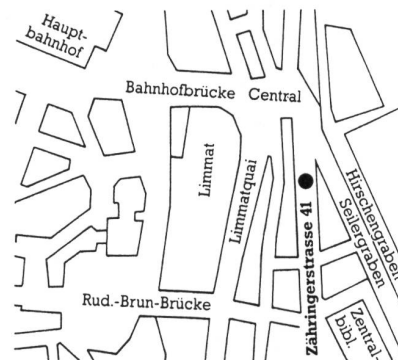 Haupt-
bahnhof
Bahnhofbrücke Central
Limmat
Limmatquai
Hirschengraben
Seilergraben
Zähringerstrasse 41
Rud.-Brun-Brücke
Zentral-
bibl.